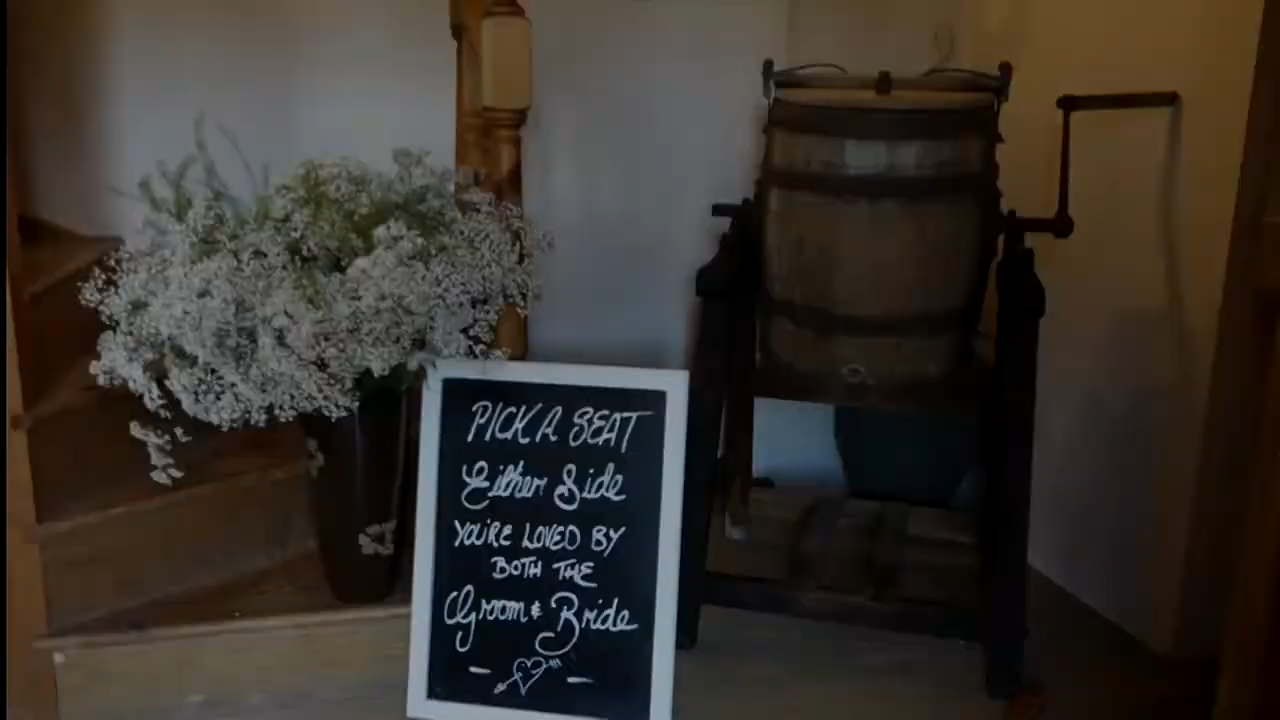 PICK A SEAT
Either Side
YOU'RE LOVED BY
BOTH THE
Groom & Bride